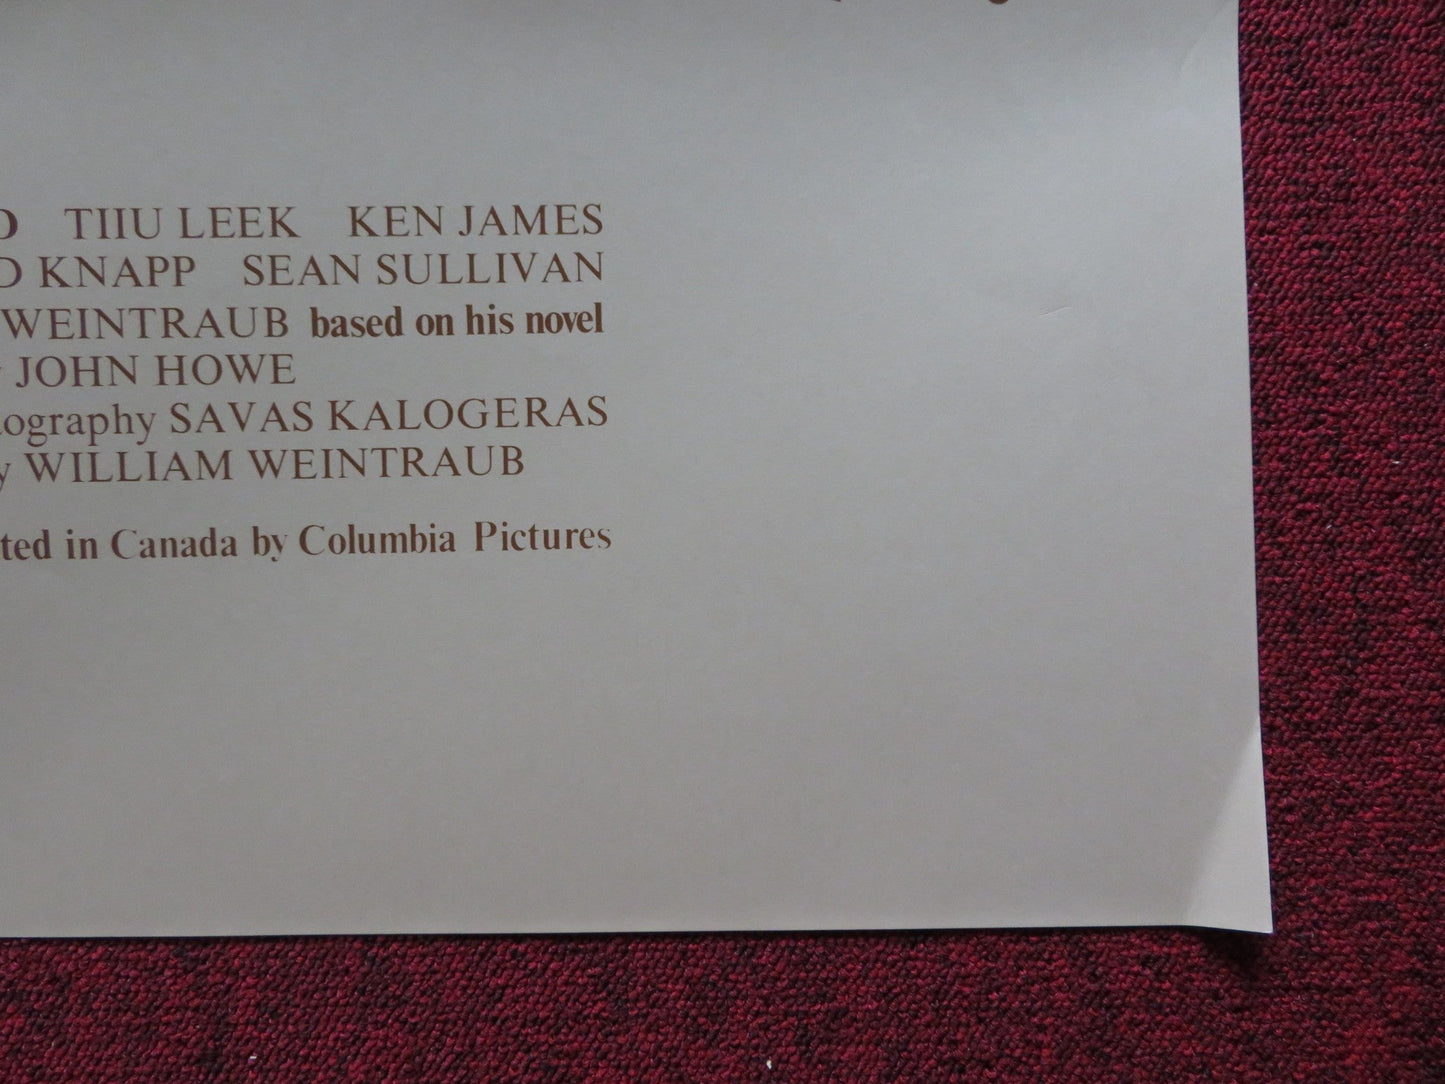 D TIIU LEEK KEN JAMES
D KNAPP SEAN SULLIVAN
WEINTRAUB based on his novel
JOHN HOWE
ography SAVAS KALOGERAS
y WILLIAM WEINTRAUB
ted in Canada by Columbia Pictures